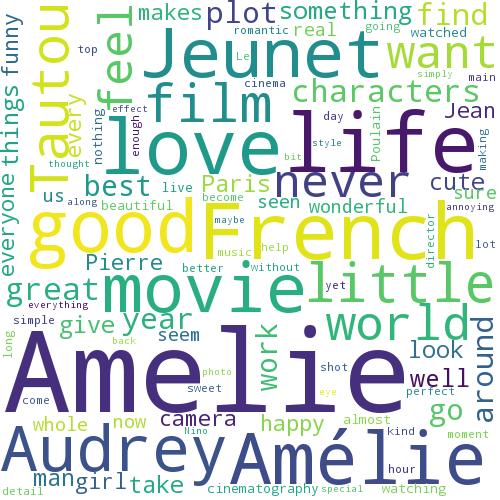 makes
something
find
things funny
top
romantic
going
watched
plot
real
Le
Jeunet
want
main
Tautou
feel
cinema
simply
every
nothing
enough
effect
film
characters
love
life
day
style
Poulain
Jean
making
everyone
thought
bit
us
best
live
Paris
never
cute
sure
along
beautiful
become
seen
wonderful
annoying
good
French
maybe
director
lot
music
help
Pierre
better
without
yet
great
movie
little
everything
simple
give
year
seem
work
world
look
around
long
back
Amelie
photo
shot
well
perfect
come
sweet
eye
go
whole
now
camera
happy
almost
Nino
kind
moment
Audrey
Amélie
man
girl
take
hour
detail
cinematography
special
watching